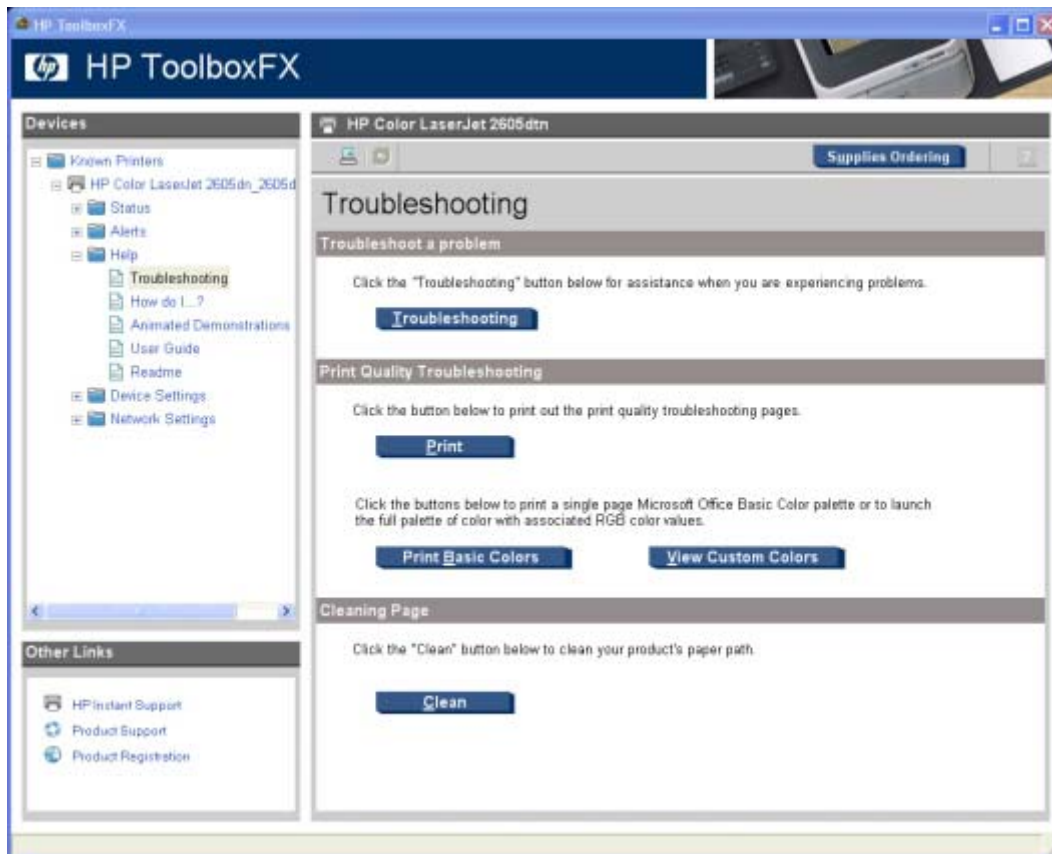 HP ToolboxFX
hp HP ToolboxFX
Devices
Known Printers
HP Color LaserJet 2605dn_2605d
Status
Alerts
Help
Troubleshooting
How do I...?
Animated Demonstrations
User Guide
Readme
Device Settings
Network Settings
Other Links
HP Instant Support
Product Support
Product Registration
HP Color LaserJet 2605dtn
Supplies Ordering
Troubleshooting
Troubleshoot a problem
Click the "Troubleshooting" button below for assistance when you are experiencing problems.
Troubleshooting
Print Quality Troubleshooting
Click the button below to print out the print quality troubleshooting pages.
Print
Click the buttons below to print a single page Microsoft Office Basic Color palette or to launch
the full palette of color with associated RGB color values.
Print Basic Colors View Custom Colors
Cleaning Page
Click the "Clean" button below to clean your product's paper path.
Clean